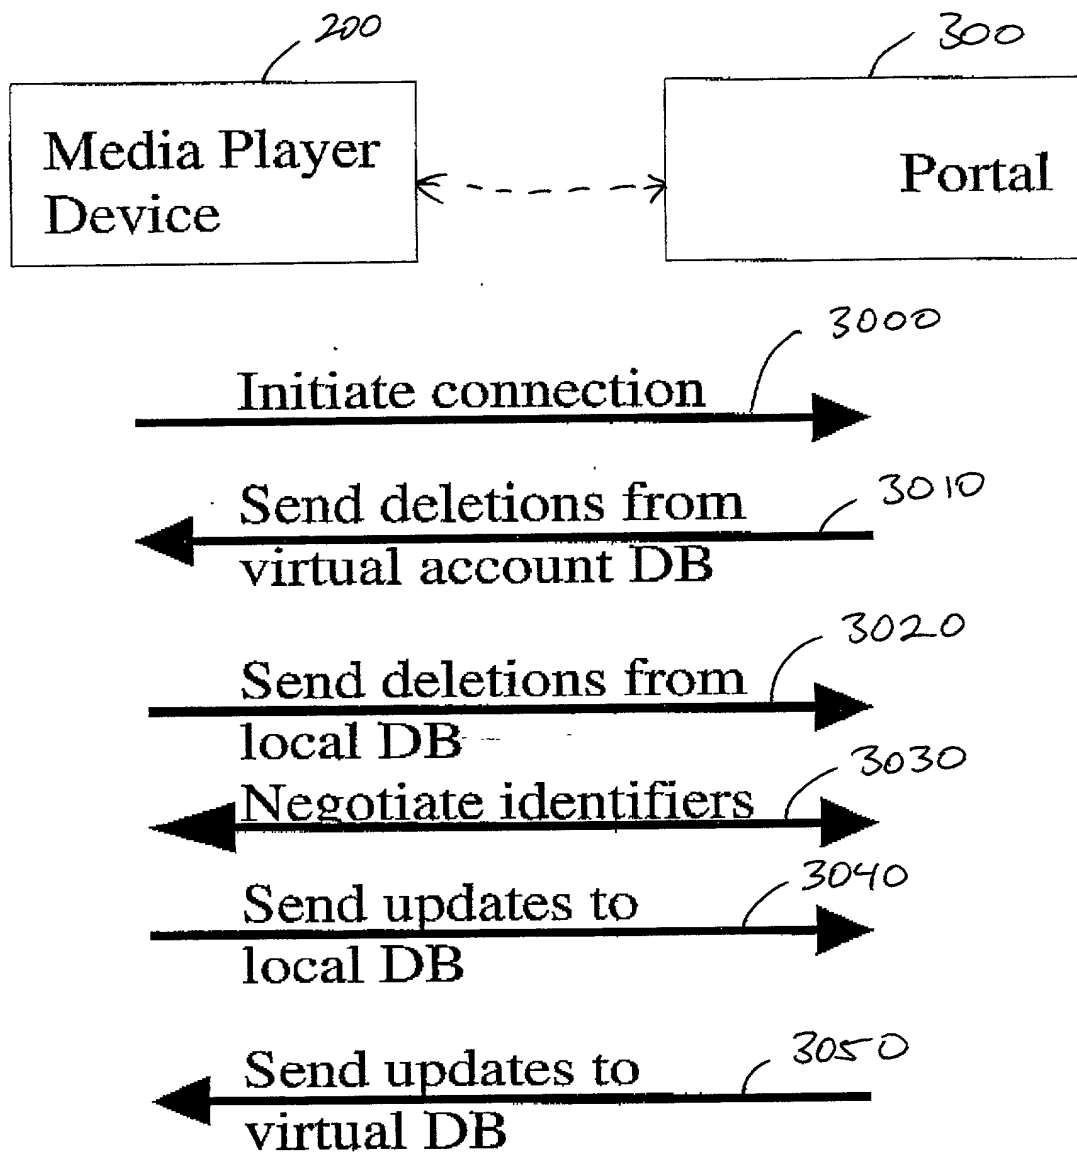 200
300
Media Player
Device
Portal
3000
Initiate connection
3010
Send deletions from
virtual account DB
3020
Send deletions from
local DB
3030
Negotiate identifiers
3040
Send updates to
local DB
3050
Send updates to
virtual DB